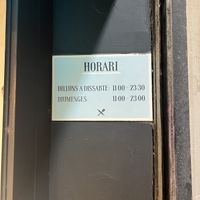 HORARI
DILLUNS A DISSABTE · 11:00 - 23:30
DIUMENGES 11:00 - 23:00